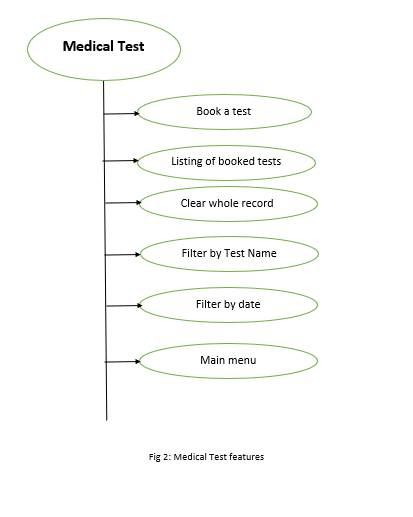 Medical Test
Book a test
Listing of booked tests
Clear whole record
Filter by Test Name
Filter by date
Main menu
Fig 2: Medical Test features